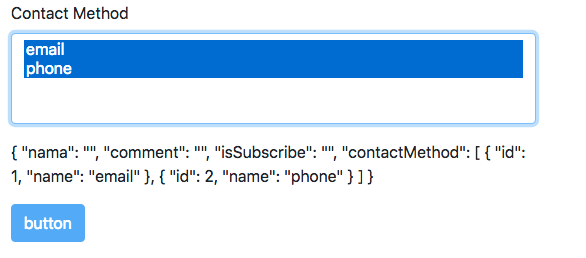 Contact Method
email
phone
{ "nama": "", "comment": "", "isSubscribe": "", "contactMethod": [ { "id":
1, "name": "email" }, { "id": 2, "name": "phone" } ] }
button